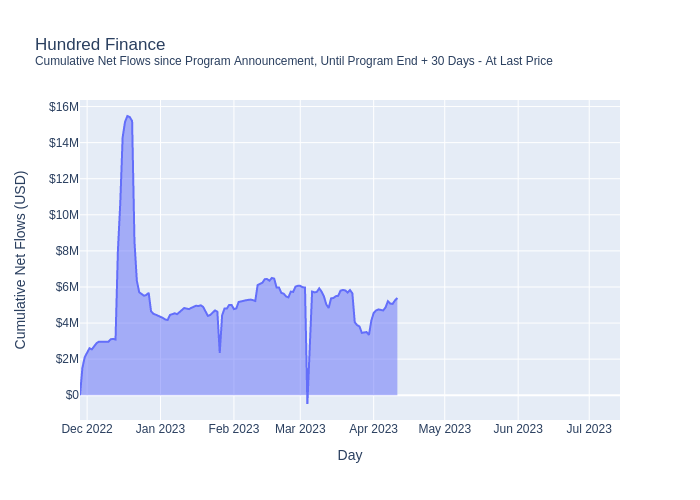 Hundred Finance
Cumulative Net Flows since Program Announcement, Until Program End + 30 Days - At Last Price
Cumulative Net Flows (USD)
$16M
$14M
$12M
$10M
$8M
$6M
$4M
$2M
$0
Dec 2022 Jan 2023 Feb 2023 Mar 2023 Apr 2023 May 2023 Jun 2023 Jul 2023
Day